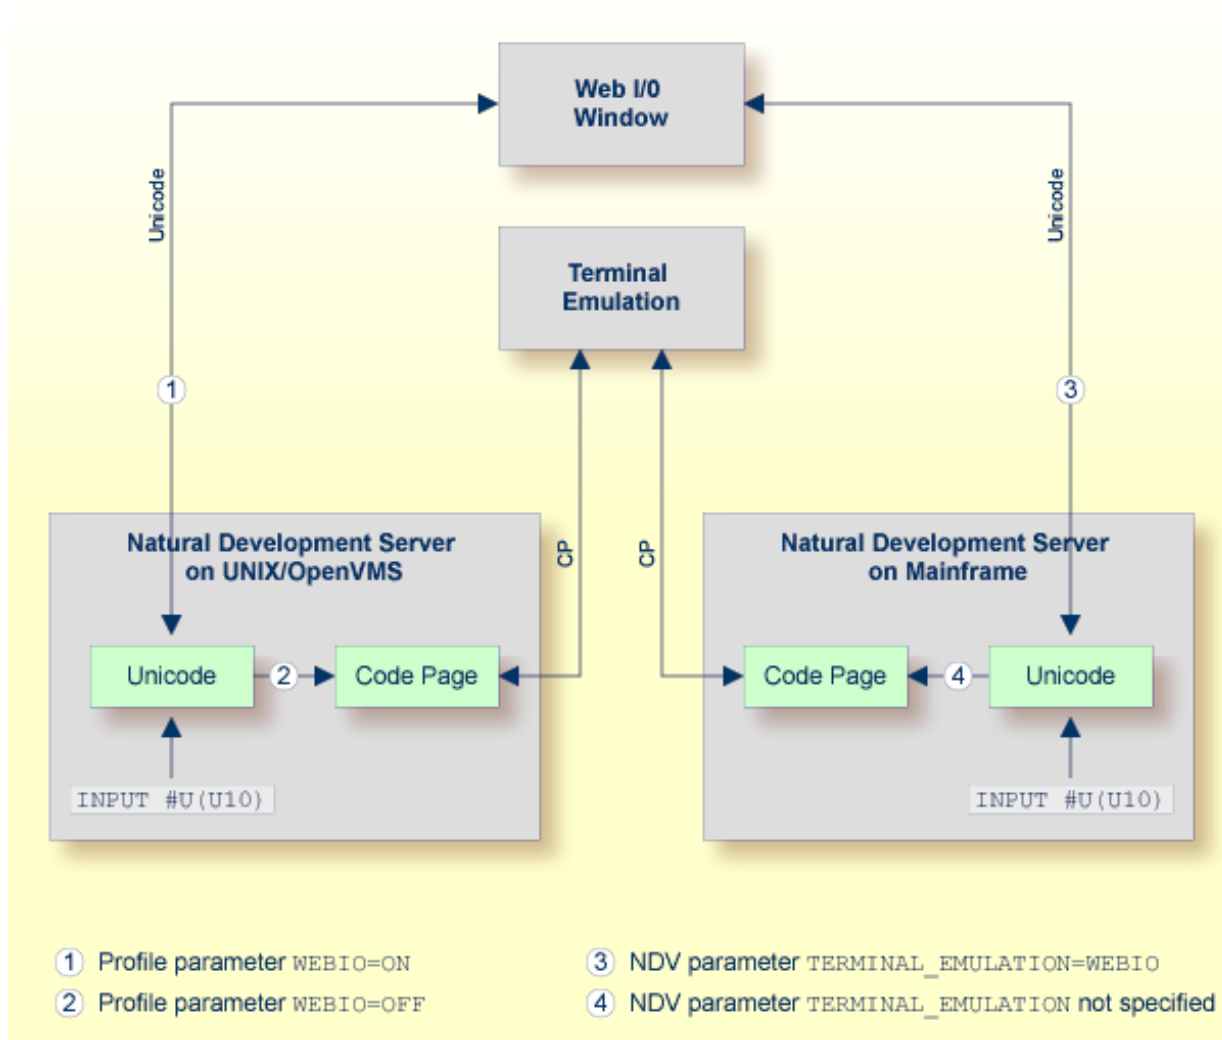 Web I/0
Window
Unicode
Unicode
Terminal
Emulation
1
3
Natural Development Server
on UNIX/OpenVMS
CP
CP
Natural Development Server
on Mainframe
Unicode
2
Code Page
Code Page
4
Unicode
INPUT #U(U10)
INPUT #U(U10)
1 Profile parameter WEBIO=ON
2 Profile parameter WEBIO=OFF
3 NDV parameter TERMINAL_EMULATION=WEBIO
4 NDV parameter TERMINAL_EMULATION not specified